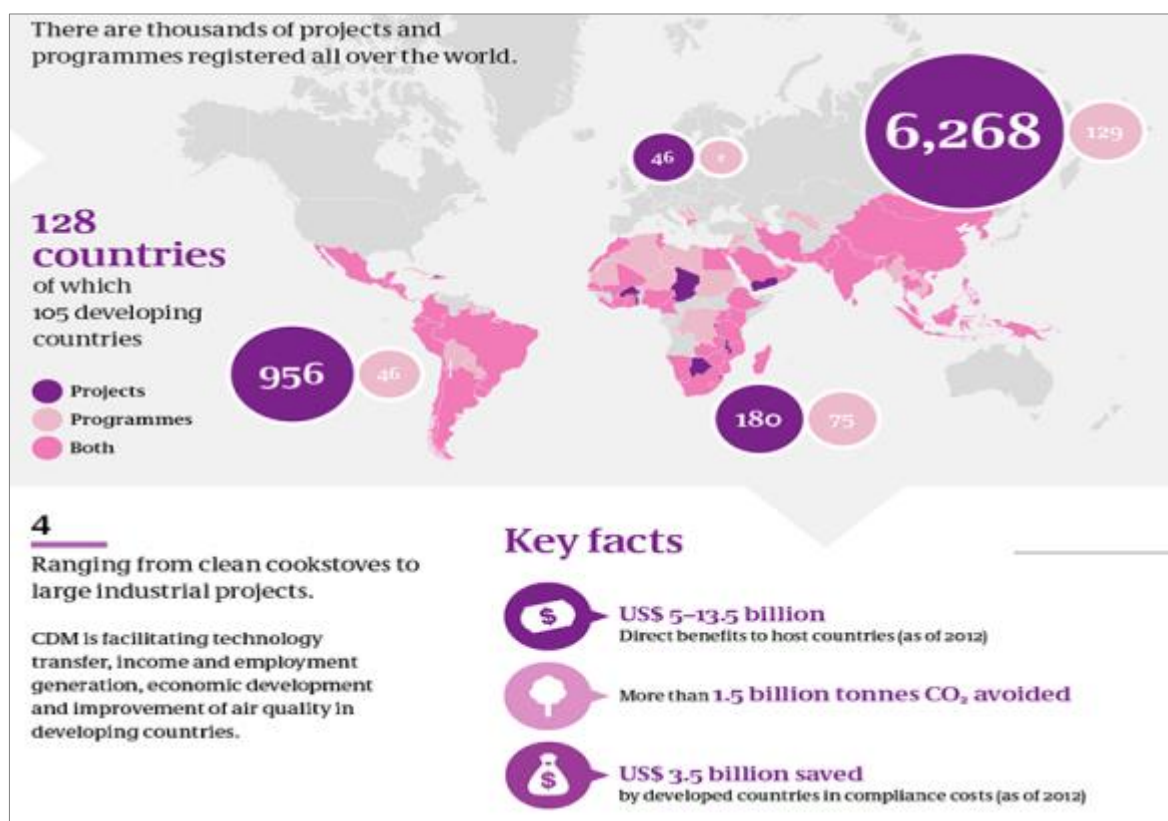 There are thousands of projects and
programmes registered all over the world.
6,268
129
46
128
countries
of which
105 developing
countries
956
46
Projects
Programmes
Both
180
75
4
Ranging from clean cookstoves to
large industrial projects.
CDM is facilitating technology
transfer, income and employment
generation, economic development
and improvement of air quality in
developing countries.
Key facts
US$ 5–13.5 billion
Direct benefits to host countries (as of 2012)
More than 1.5 billion tonnes CO₂ avoided
US$ 3.5 billion saved
by developed countries in compliance costs (as of 2012)